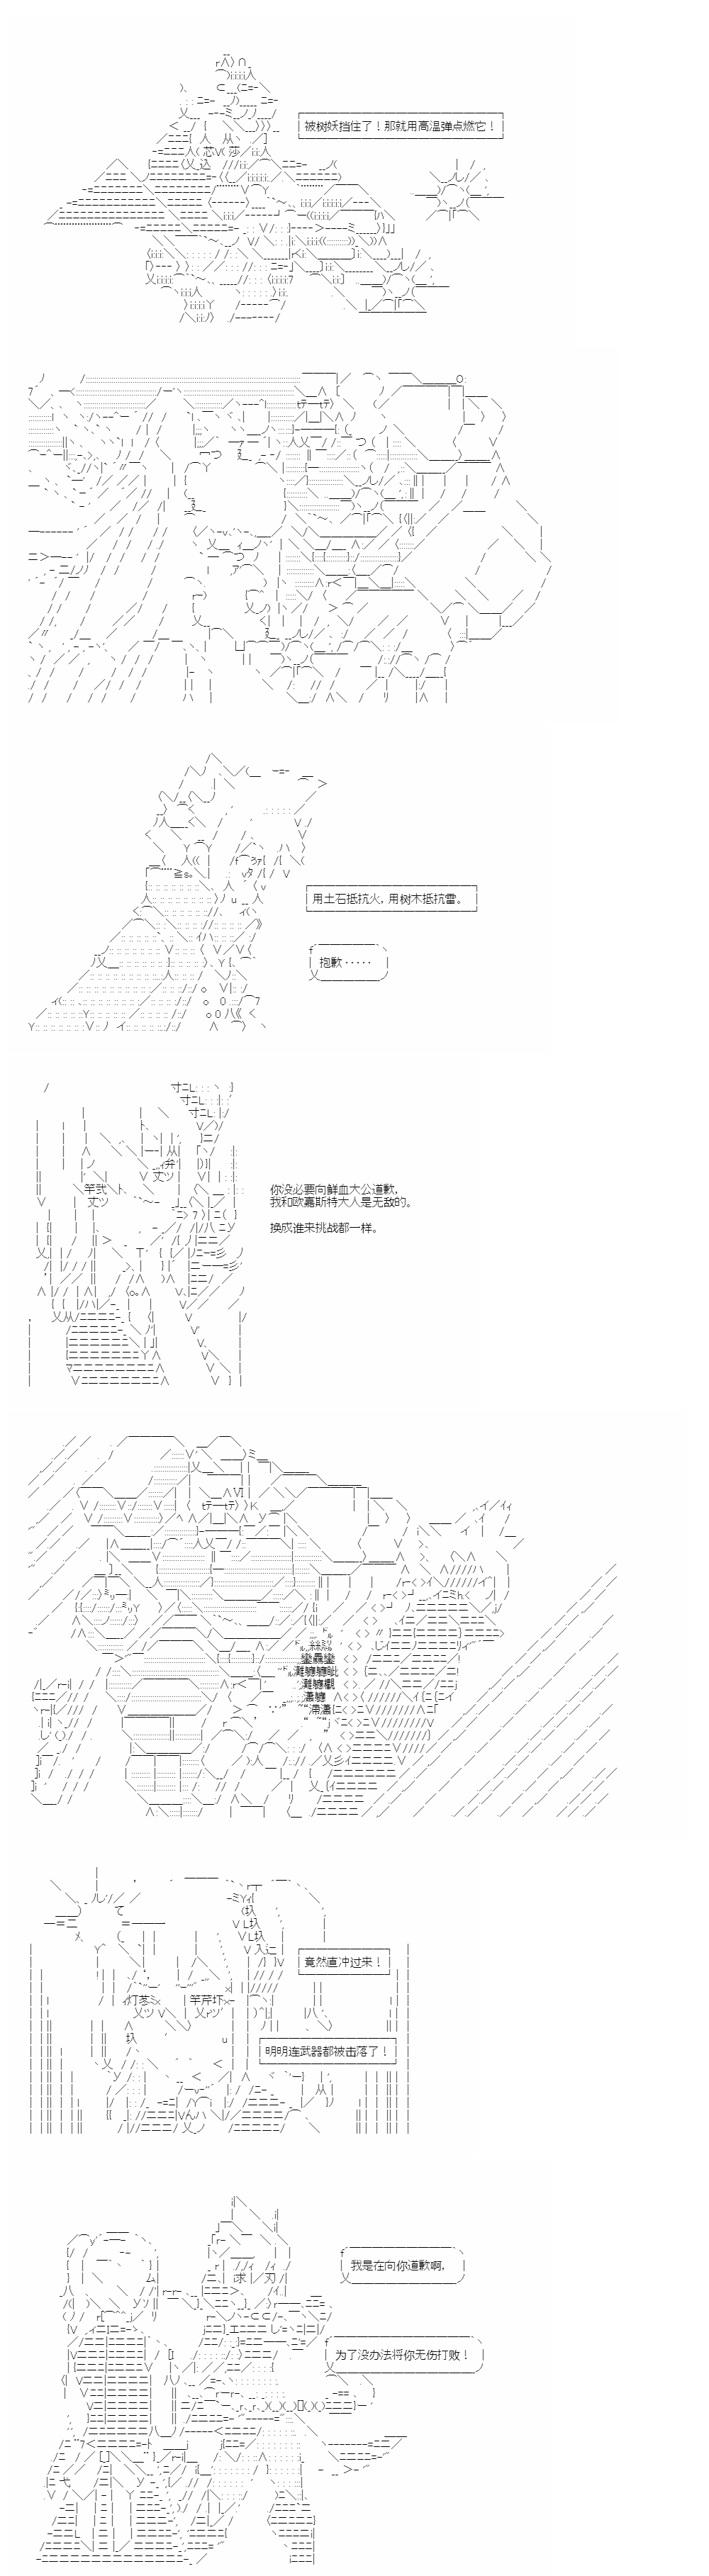 被树妖挡住了！那就用高温弹点燃它！
用土石抵抗火，用树木抵抗雷。
抱歉・・・・・
你没必要向鲜血大公道歉，
我和欧嘉斯特大人是无敌的。
换成谁来挑战都一样。
竟然直冲过来！
明明连武器都被击落了！
我是在向你道歉啊，
为了没办法将你无伤打败！